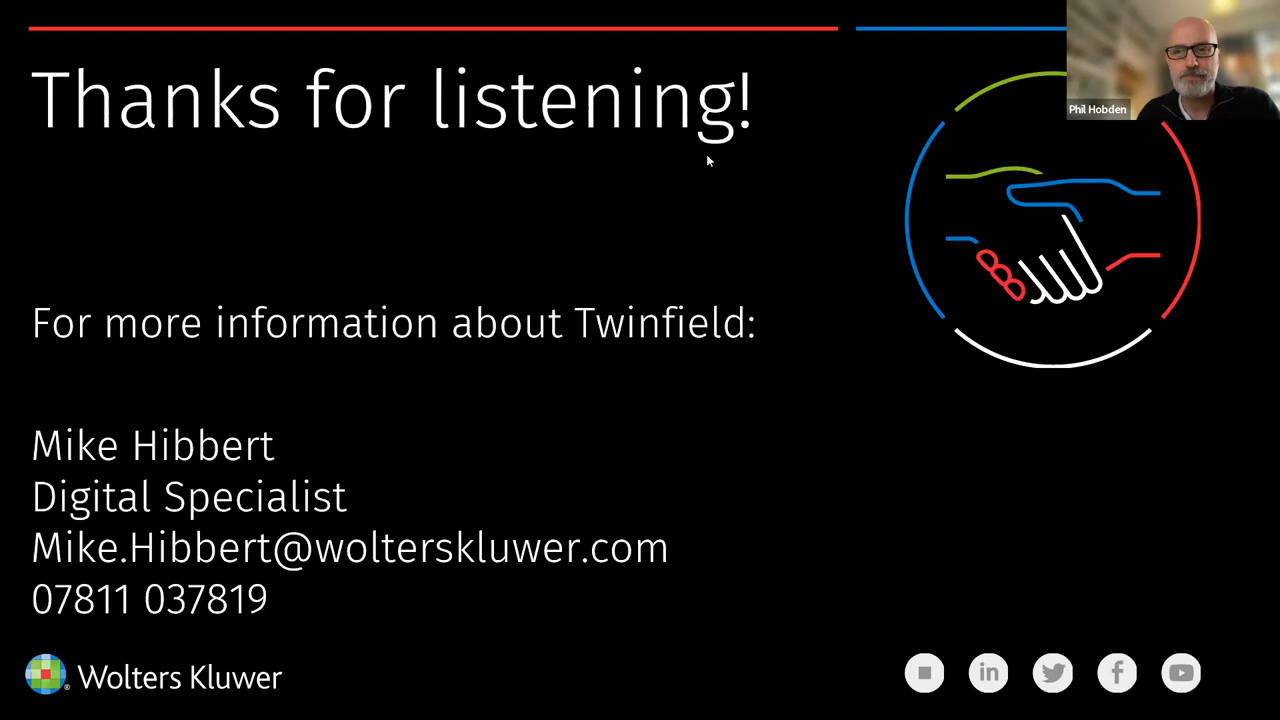 Thanks for listening!
Phil Hobden
For more information about Twinfield:
Mike Hibbert
Digital Specialist
Mike.Hibbert@wolterskluwer.com
07811 037819
® Wolters Kluwer
in
f